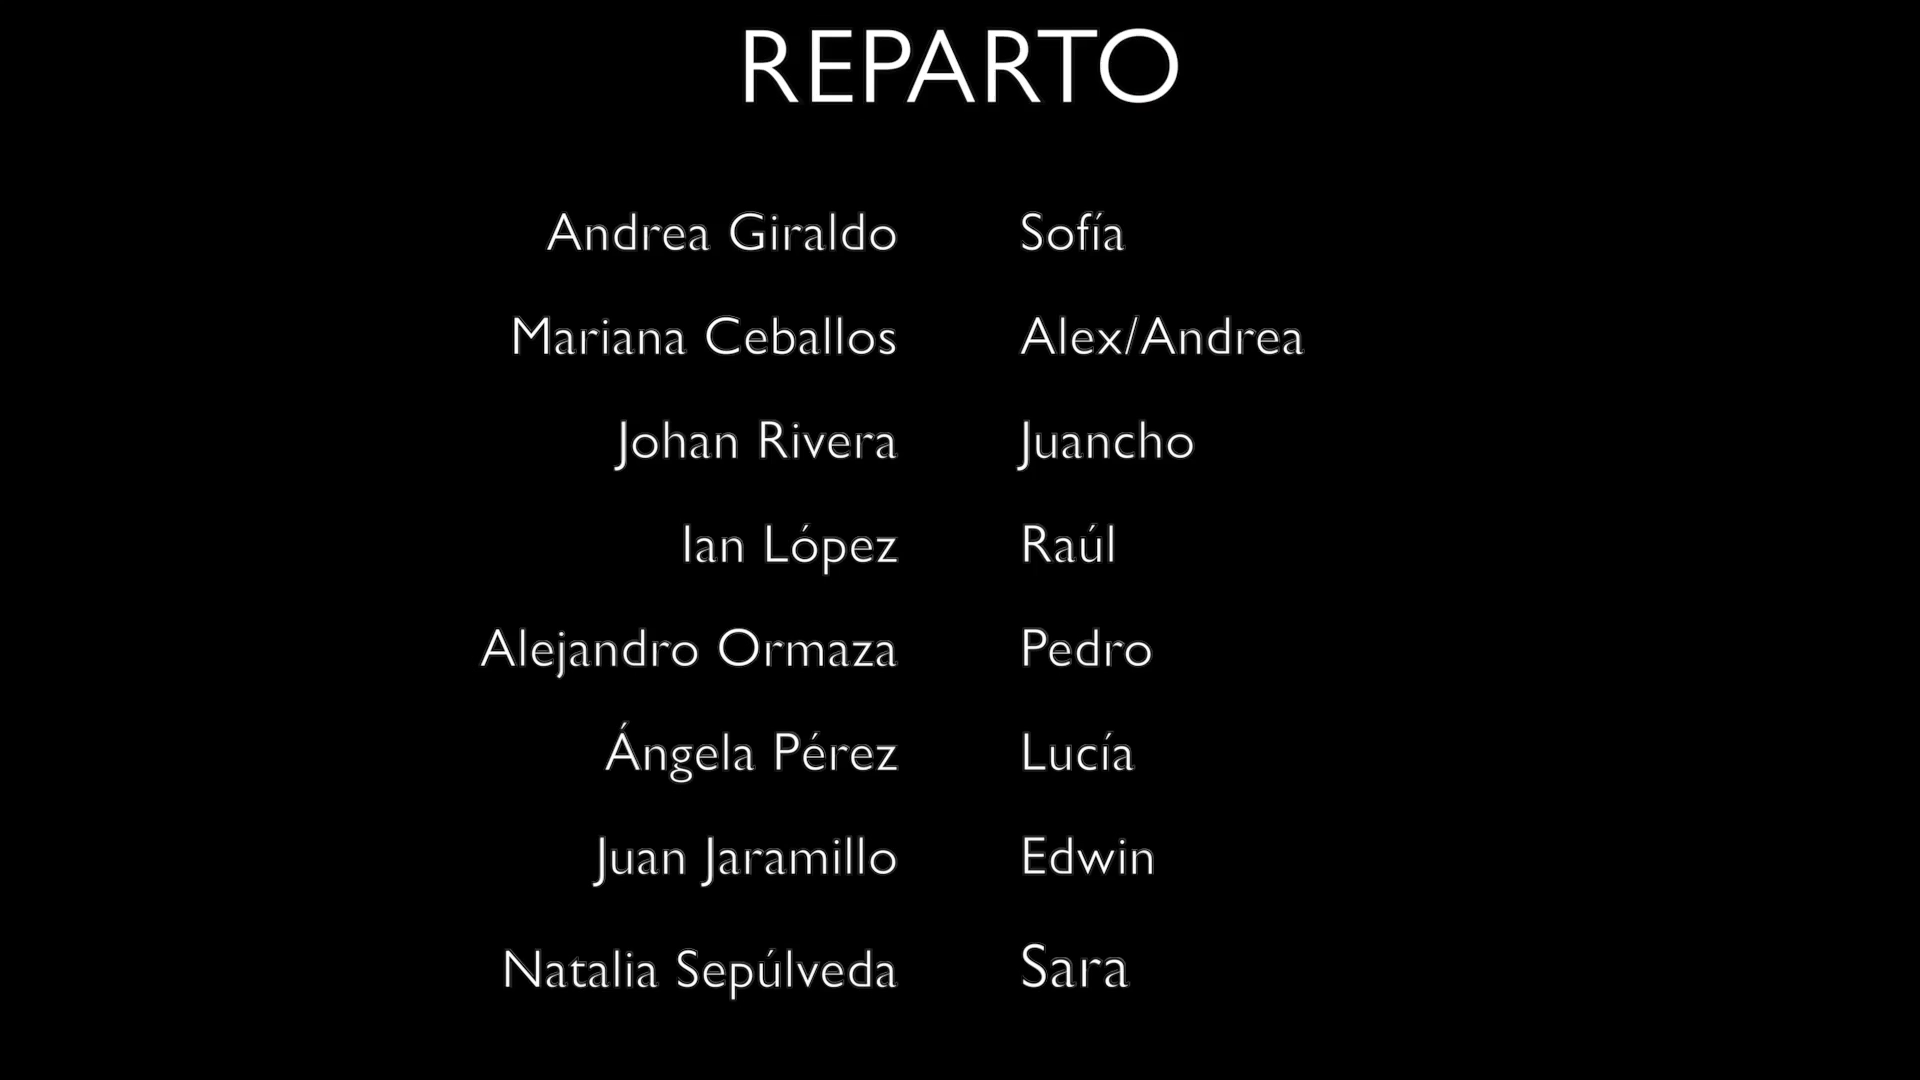 REPARTO
Andrea Giraldo Sofía
Mariana Ceballos Alex/Andrea
Johan Rivera Juancho
Ian López Raúl
Alejandro Ormaza Pedro
Ángela Pérez Lucía
Juan Jaramillo Edwin
Natalia Sepúlveda Sara